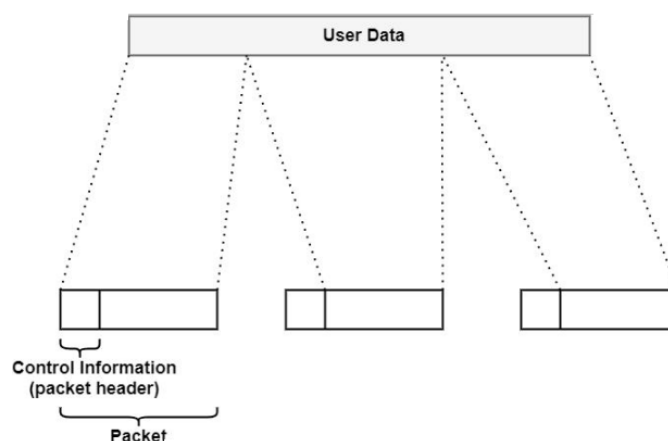 User Data
Control Information
(packet header)
Packet